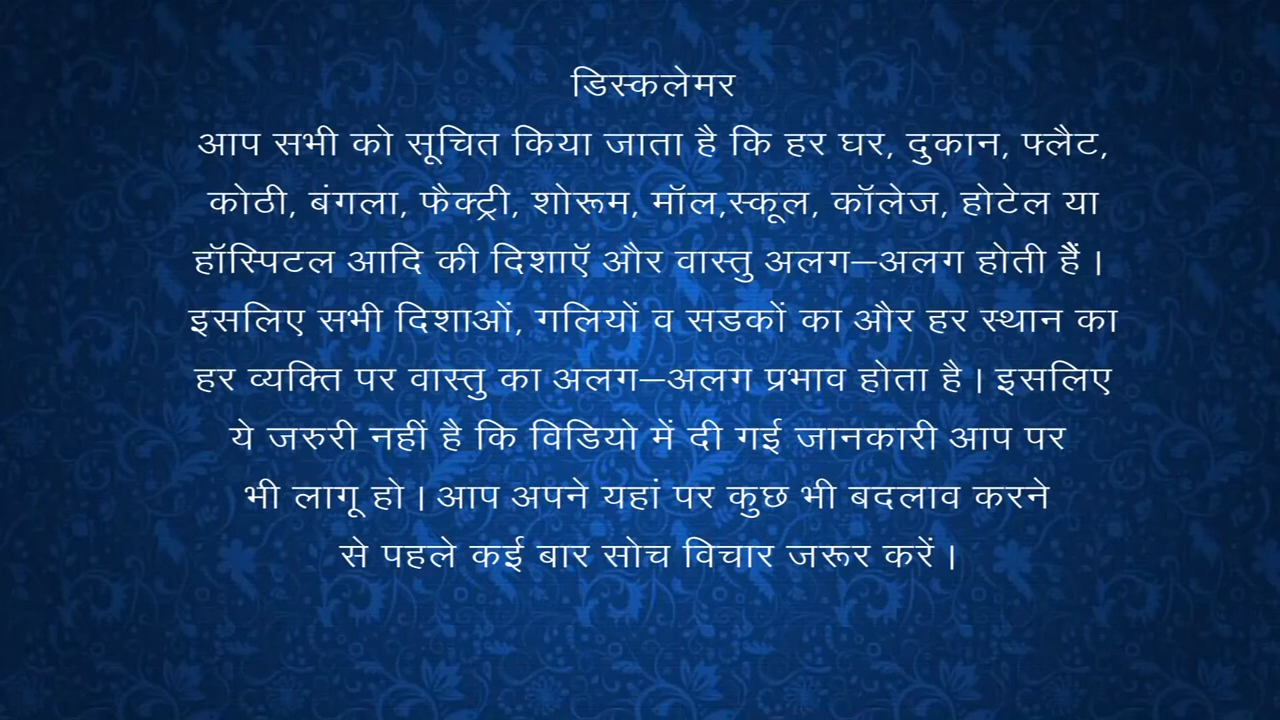 डिस्कलेमर
आप सभी को सूचित किया जाता है कि हर घर, दुकान, फ्लैट,
कोठी, बंगला, फैक्ट्री, शोरूम, मॉल,स्कूल, कॉलेज, होटेल या
हॉस्पिटल आदि की दिशाऍ और वास्तु अलग–अलग होती हैं ।
इसलिए सभी दिशाओं, गलियों व सडकों का और हर स्थान का
हर व्यक्ति पर वास्तु का अलग–अलग प्रभाव होता है । इसलिए
ये जरुरी नहीं है कि विडियो में दी गई जानकारी आप पर
भी लागू हो । आप अपने यहां पर कुछ भी बदलाव करने
से पहले कई बार सोच विचार जरूर करें ।